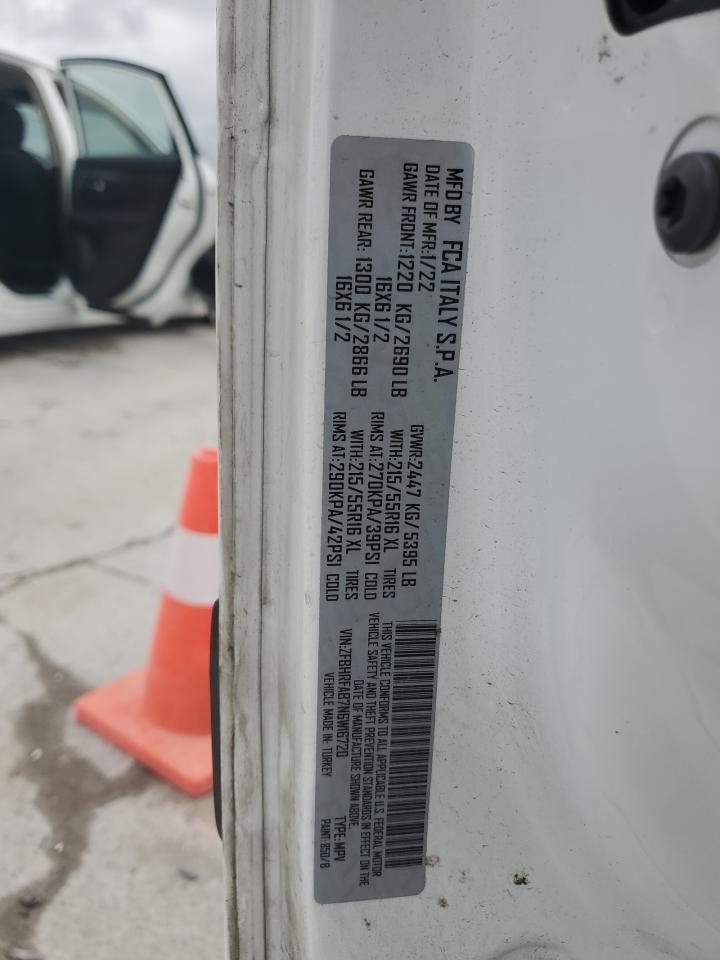 MFD BY FCA ITALY S.P.A.
DATE OF MFR:1/22 GVWR:2447 KG/5395 LB
GAWR FRONT:1220 KG/2690 LB WITH:215/55R16 XL TIRES
16X6 1/2 RIMS AT:270KPA/39PSI COLD
GAWR REAR: 1300 KG/2866 LB WITH:215/55R16 XL TIRES
16X6 1/2 RIMS AT:290KPA/42PSI COLD
THIS VEHICLE CONFORMS TO ALL APPLICABLE U.S. FEDERAL MOTOR
VEHICLE SAFETY AND THEFT PREVENTION STANDARDS IN EFFECT ON THE
DATE OF MANUFACTURE SHOWN ABOVE.
VIN:ZFBHRFAB7N6W16720 TYPE:MPV
VEHICLE MADE IN: TURKEY PAINT:850/B